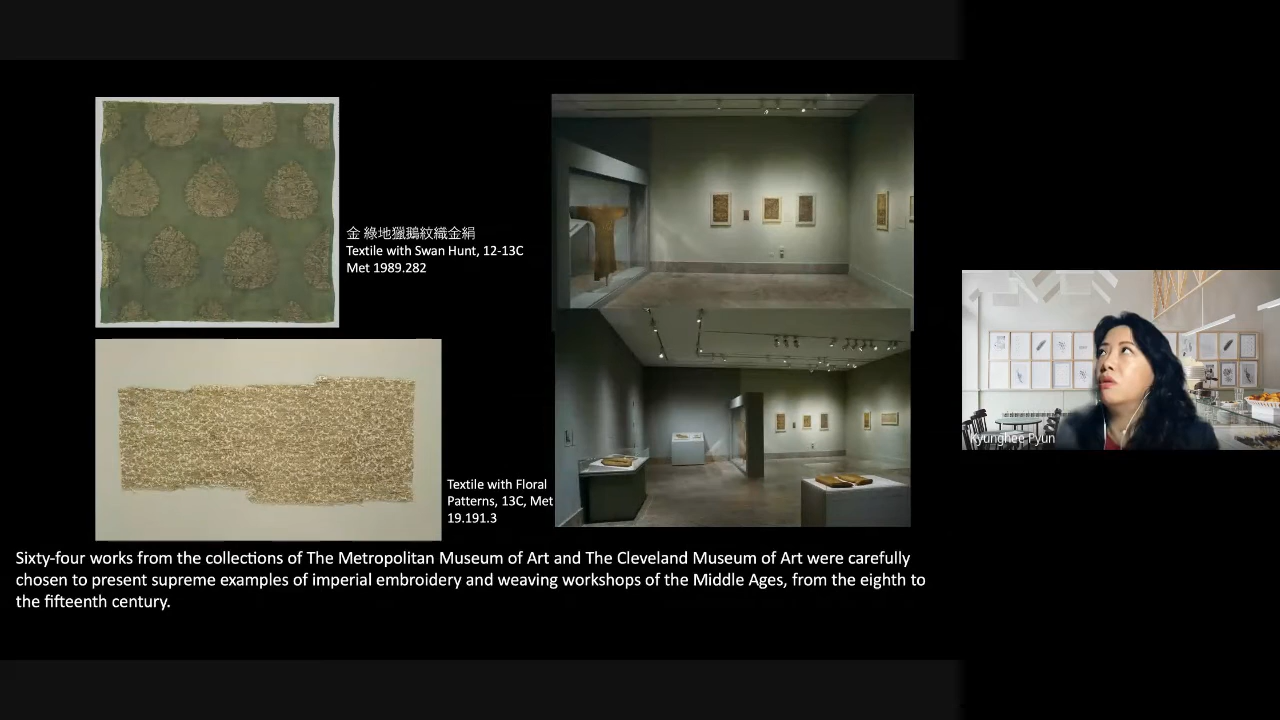 金 綠地獵鵝紋織金絹
Textile with Swan Hunt, 12-13C
Met 1989.282
Textile with Floral
Patterns, 13C, Met
19.191.3
Sixty-four works from the collections of The Metropolitan Museum of Art and The Cleveland Museum of Art were carefully
chosen to present supreme examples of imperial embroidery and weaving workshops of the Middle Ages, from the eighth to
the fifteenth century.
Kyunghee Pyun